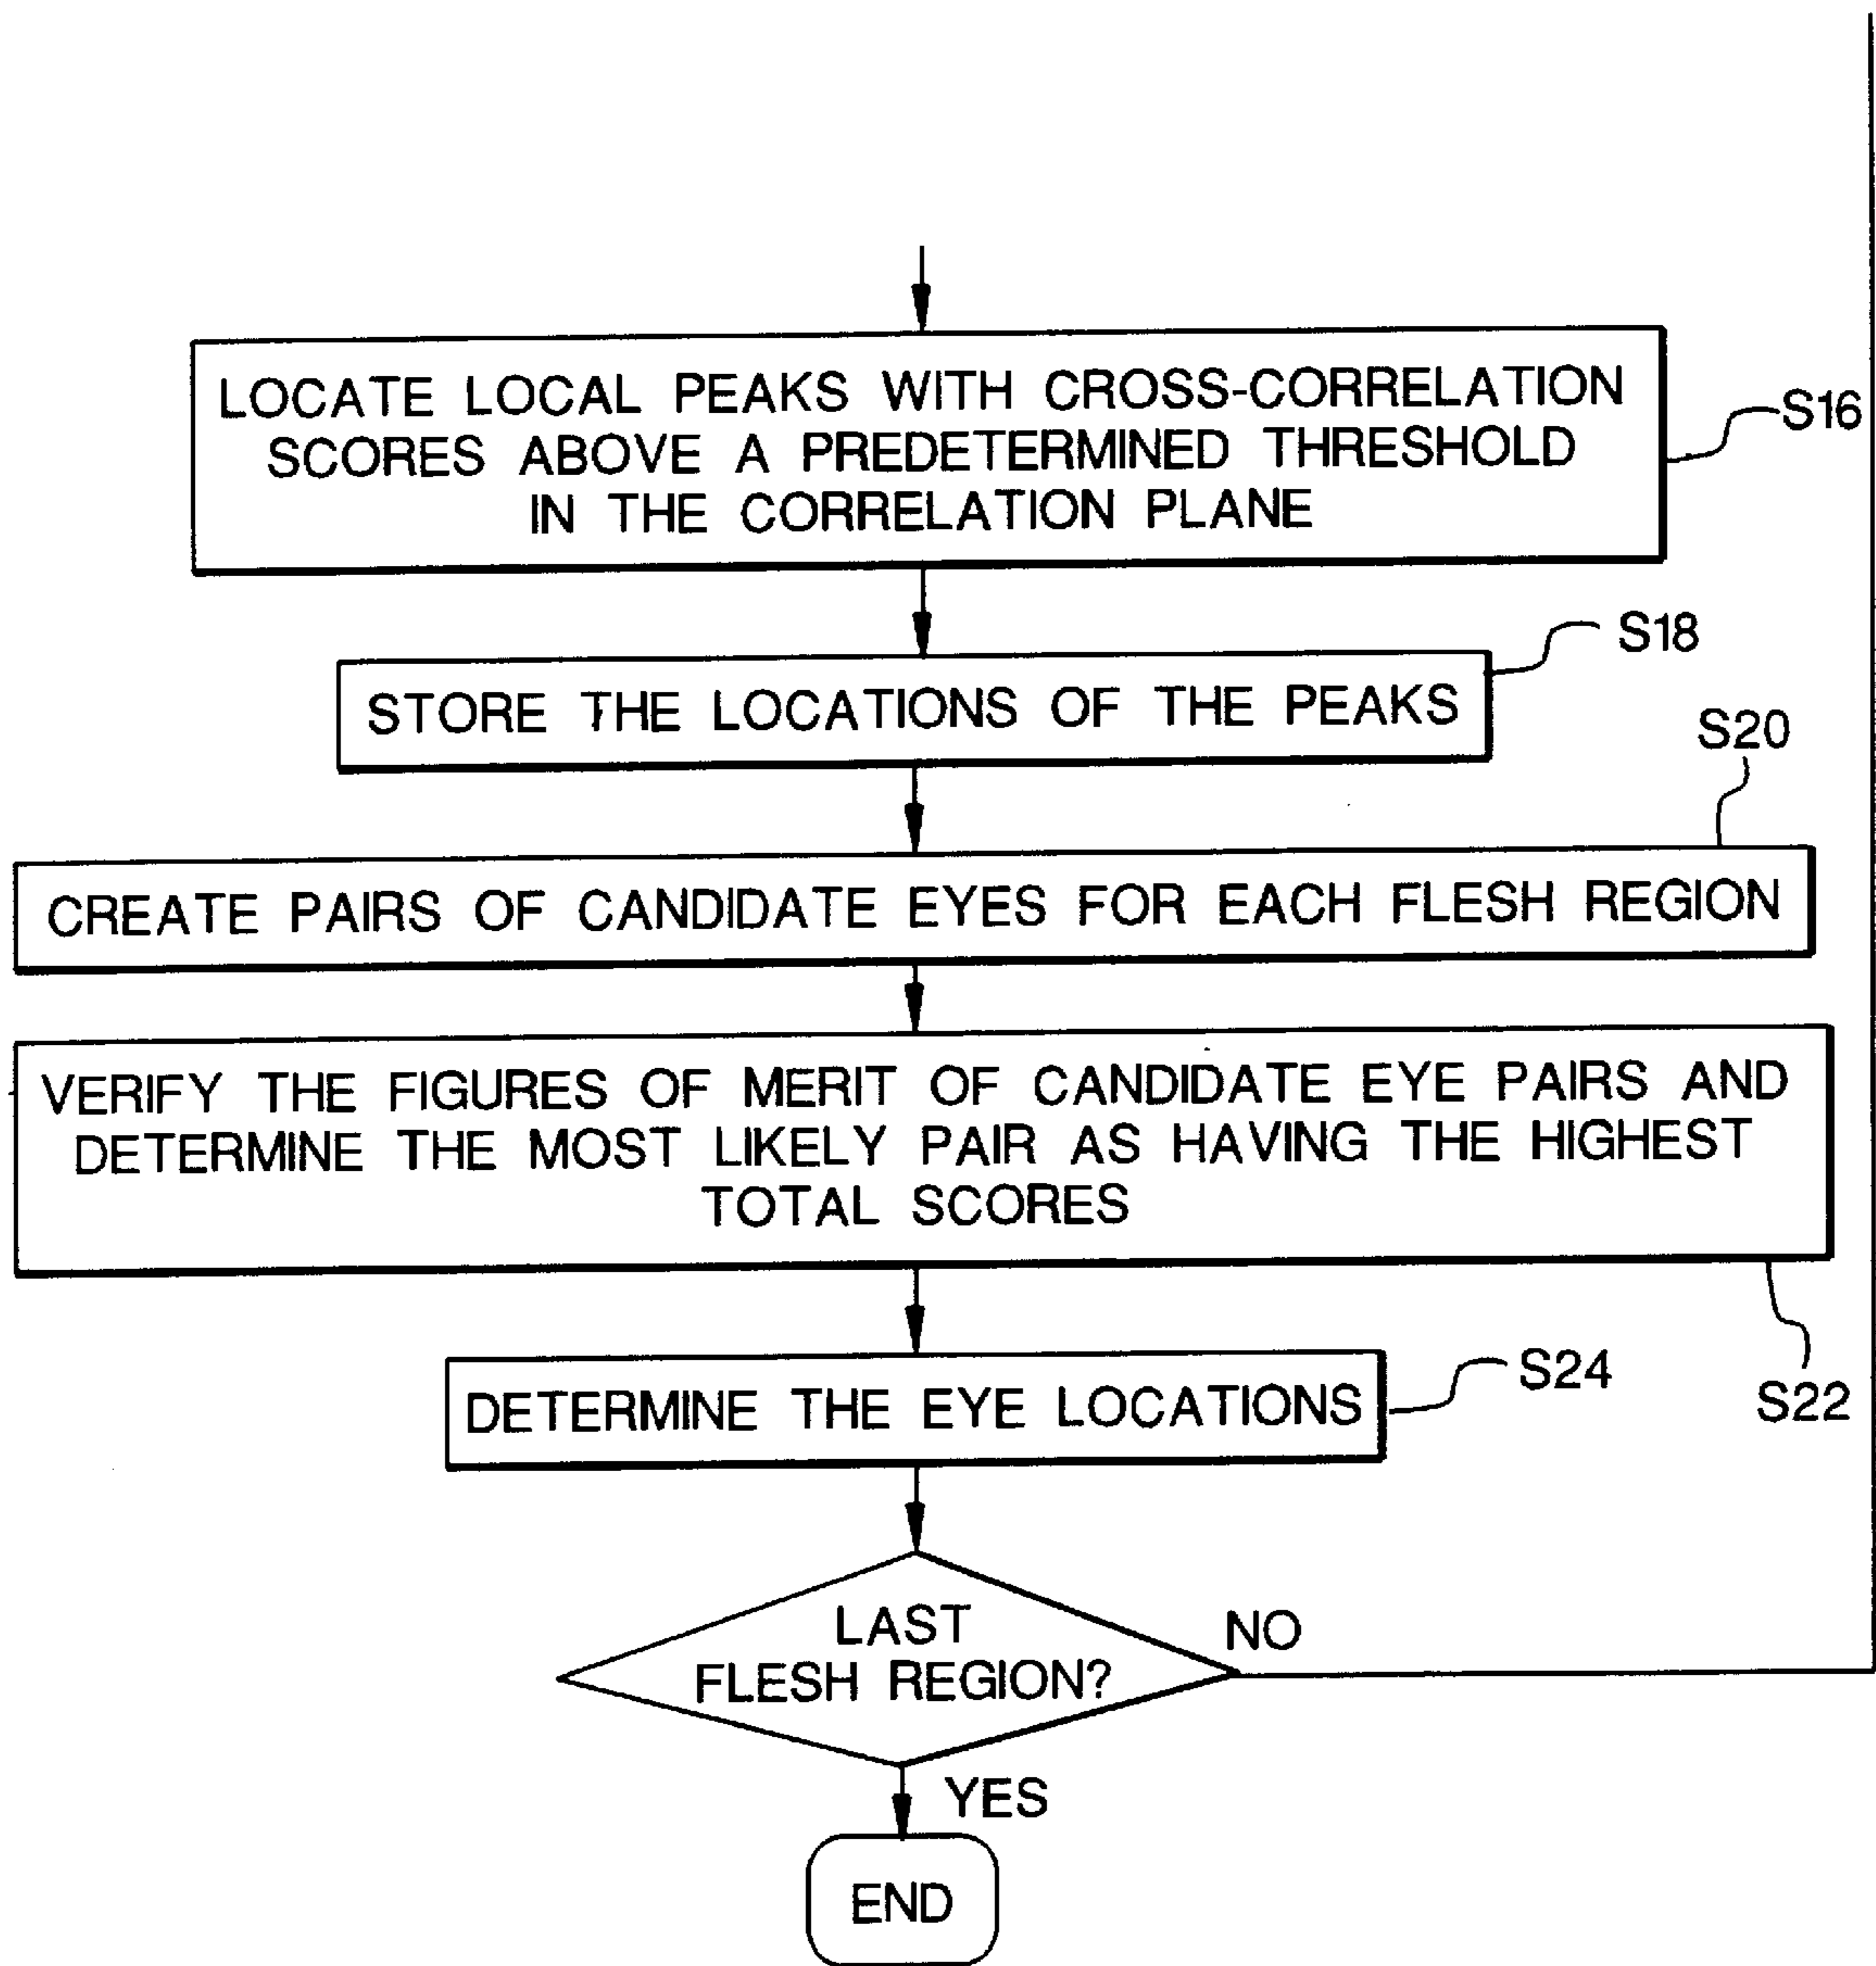 LOCATE LOCAL PEAKS WITH CROSS-CORRELATION
SCORES ABOVE A PREDETERMINED THRESHOLD
IN THE CORRELATION PLANE
S16
S18
STORE THE LOCATIONS OF THE PEAKS
S20
CREATE PAIRS OF CANDIDATE EYES FOR EACH FLESH REGION
VERIFY THE FIGURES OF MERIT OF CANDIDATE EYE PAIRS AND
DETERMINE THE MOST LIKELY PAIR AS HAVING THE HIGHEST
TOTAL SCORES
S22
DETERMINE THE EYE LOCATIONS
S24
LAST
FLESH REGION?
NO
YES
END